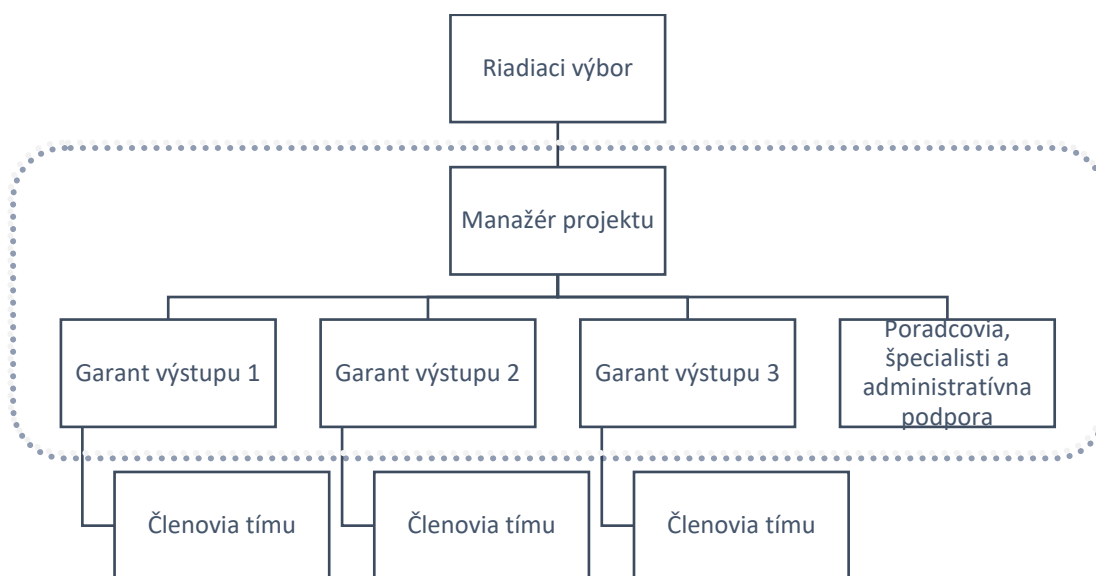 Riadiaci výbor
Manažér projektu
Garant výstupu 1
Garant výstupu 2
Garant výstupu 3
Poradcovia,
špecialisti a
administratívna
podpora
Členovia tímu
Členovia tímu
Členovia tímu